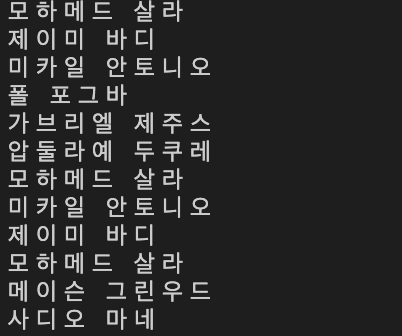 모하메드 살라
제이미 바디
미카일 안토니오
폴 포그바
가브리엘 제주스
압둘라예 두쿠레
모하메드 살라
미카일 안토니오
제이미 바디
모하메드 살라
메이슨 그린우드
사디오 마네